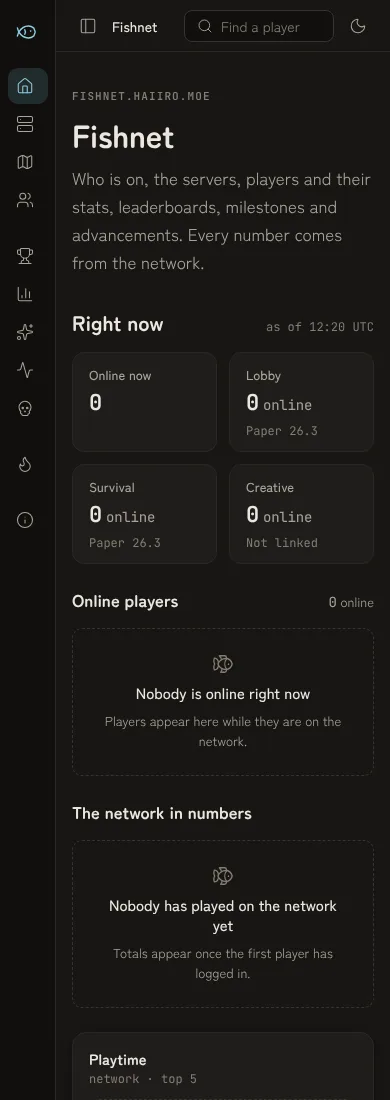 Fishnet
Find a player
FISHNET.HAIIRO.MOE
Fishnet
Who is on, the servers, players and their
stats, leaderboards, milestones and
advancements. Every number comes
from the network.
Right now
as of 12:20 UTC
Online now
0
Lobby
0 online
Paper 26.3
Survival
0 online
Paper 26.3
Creative
0 online
Not linked
Online players
0 online
Nobody is online right now
Players appear here while they are on the
network.
The network in numbers
Nobody has played on the network
yet
Totals appear once the first player has
logged in.
Playtime
network · top 5